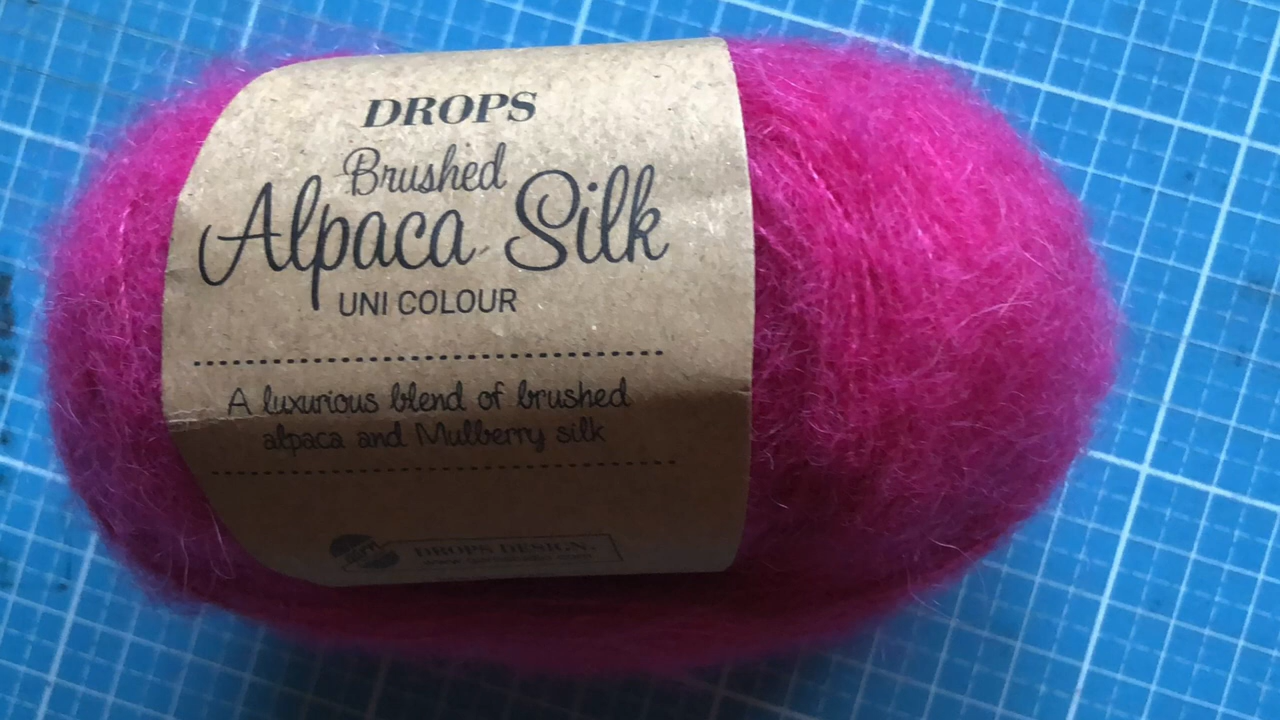 DROPS
Brushed
Alpaca Silk
UNI COLOUR
A luxurious blend of brushed
alpaca and Mulberry silk
DROPS DESIGN